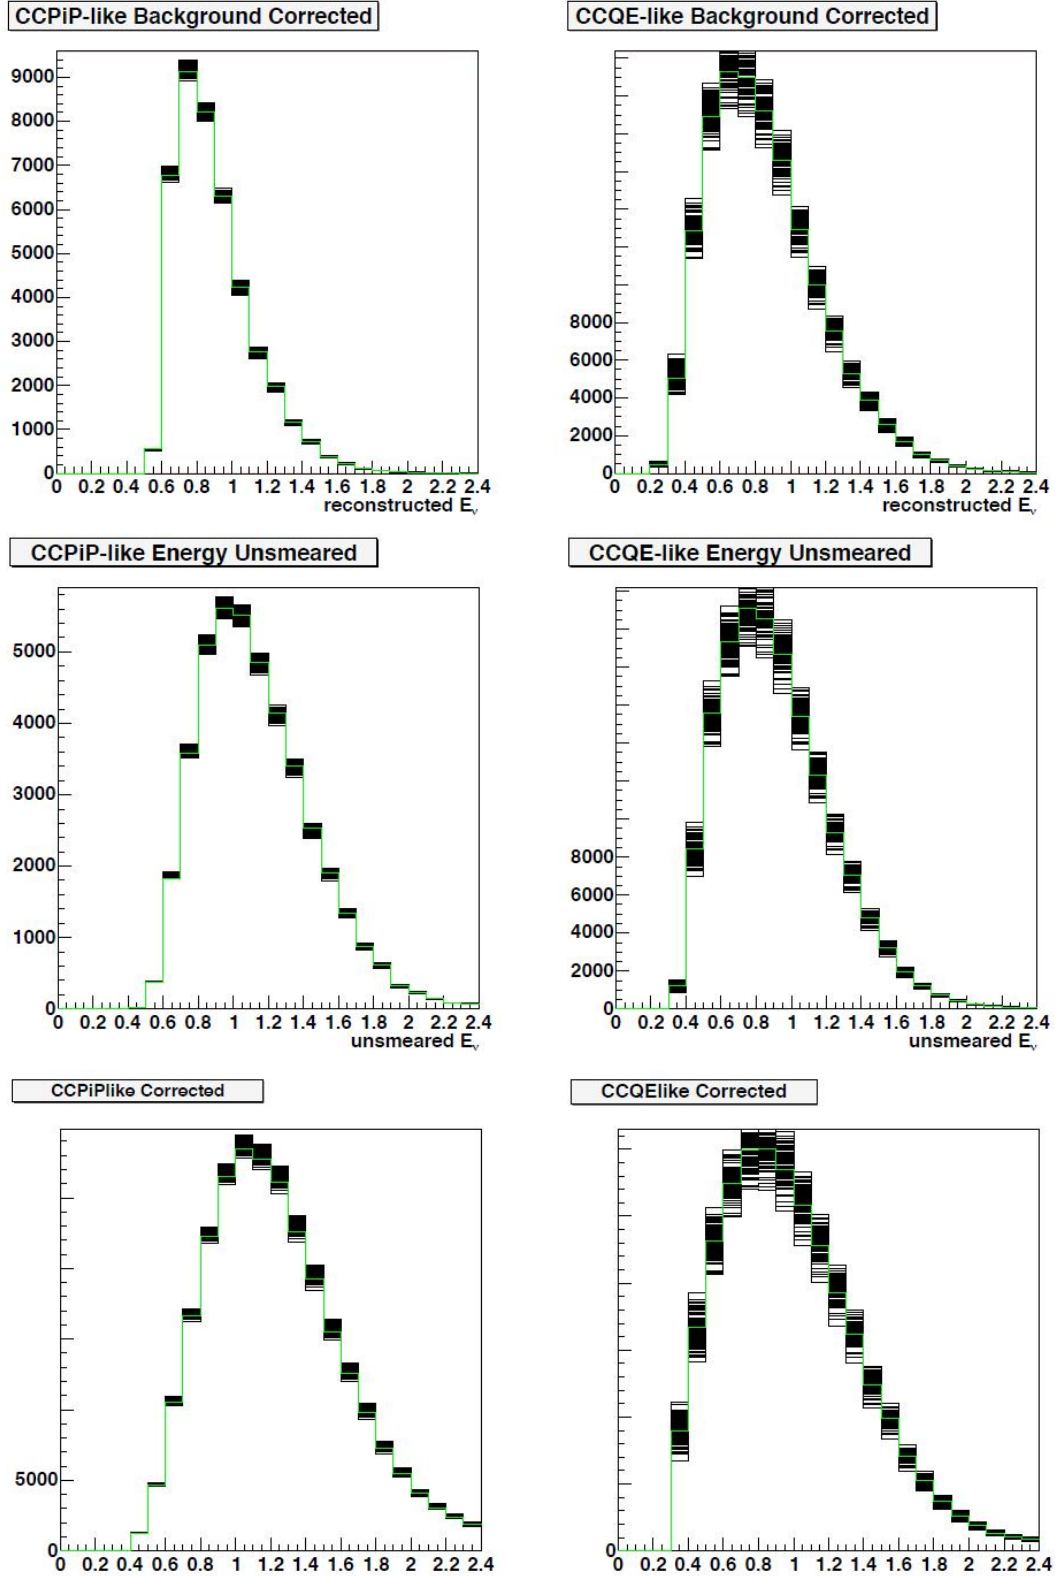 CCPiP-like Background Corrected
9000
8000
7000
6000
5000
4000
3000
2000
1000
0
0 0.2 0.4 0.6 0.8 1 1.2 1.4 1.6 1.8 2 2.2 2.4
reconstructed Eν
CCQE-like Background Corrected
8000
6000
4000
2000
0
0 0.2 0.4 0.6 0.8 1 1.2 1.4 1.6 1.8 2 2.2 2.4
reconstructed Eν
CCPiP-like Energy Unsmeared
5000
4000
3000
2000
1000
0
0 0.2 0.4 0.6 0.8 1 1.2 1.4 1.6 1.8 2 2.2 2.4
unsmeared Eν
CCQE-like Energy Unsmeared
8000
6000
4000
2000
0
0 0.2 0.4 0.6 0.8 1 1.2 1.4 1.6 1.8 2 2.2 2.4
unsmeared Eν
CCPiPlike Corrected
5000
0
0 0.2 0.4 0.6 0.8 1 1.2 1.4 1.6 1.8 2 2.2 2.4
CCQElike Corrected
0
0 0.2 0.4 0.6 0.8 1 1.2 1.4 1.6 1.8 2 2.2 2.4